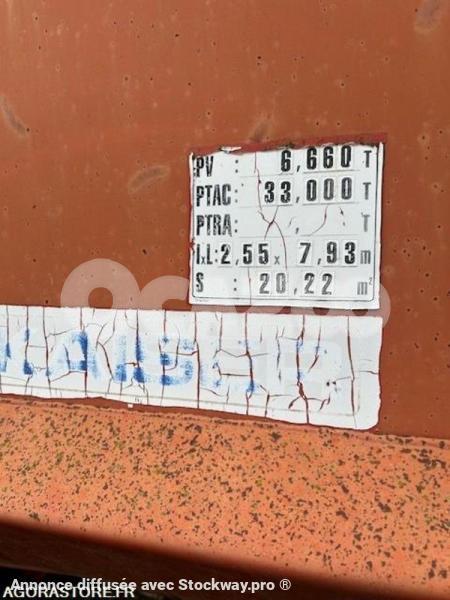 PV : 6,660 T
PTAC: 33,000 T
PTRA: , T
l.L:2,55 x 7,93 m
S : 20,22 m²
Annonce diffusée avec Stockway.pro ®
AGORASTORE.FR